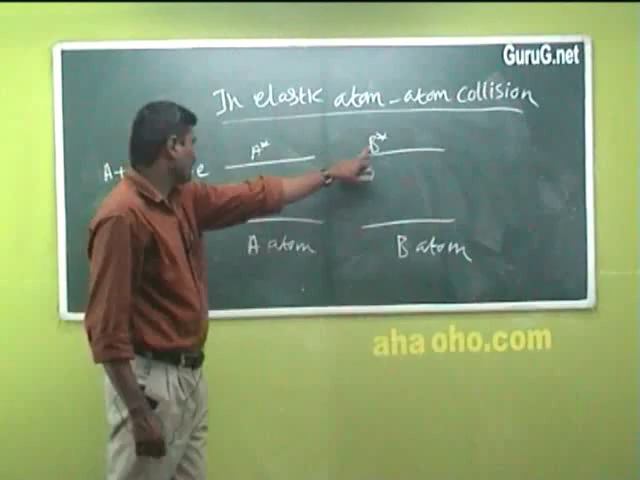 GuruG.net
In elastic atom-atom collision
A* B*
A+ e
A atom B atom
aha oho.com